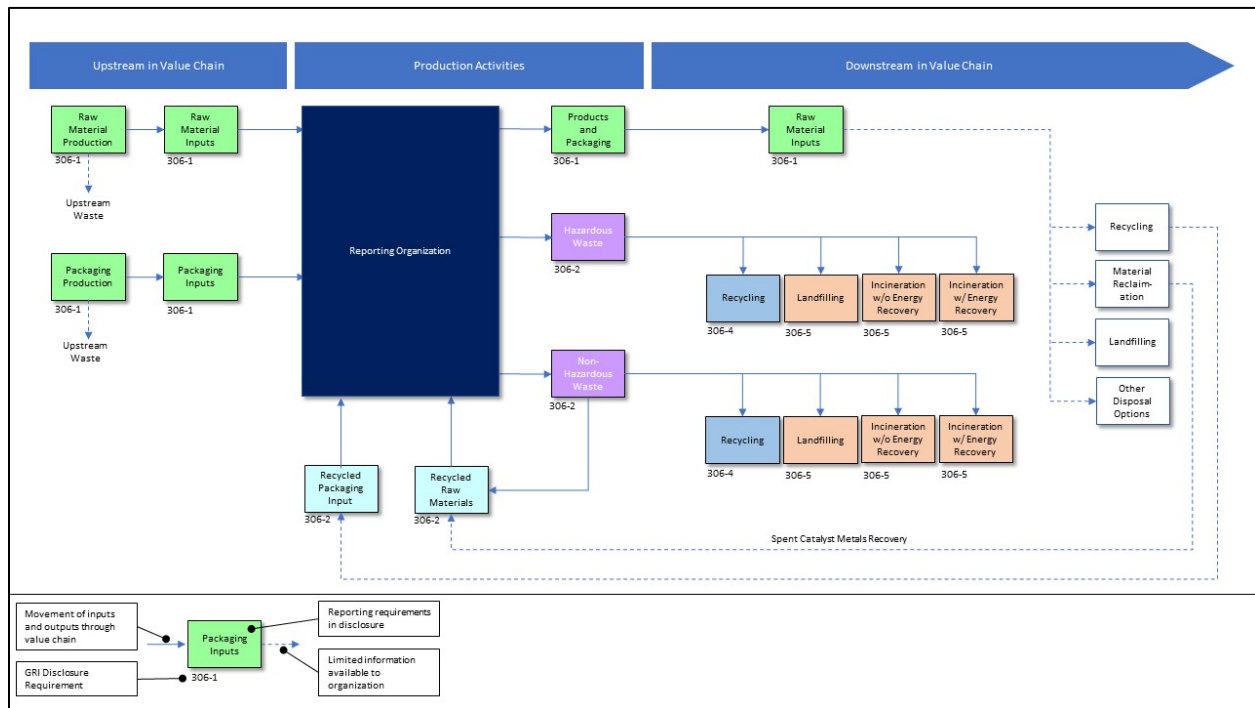 Upstream in Value Chain
Production Activities
Downstream in Value Chain
Raw
Material
Production
306-1
Raw
Material
Inputs
306-1
Upstream
Waste
Packaging
Production
306-1
Packaging
Inputs
306-1
Upstream
Waste
Reporting Organization
Products
and
Packaging
306-1
Raw
Material
Inputs
306-1
Hazardous
Waste
306-2
Recycling
306-4
Landfilling
306-5
Incineration
w/o Energy
Recovery
306-5
Incineration
w/ Energy
Recovery
306-5
Non-
Hazardous
Waste
306-2
Recycling
306-4
Landfilling
306-5
Incineration
w/o Energy
Recovery
306-5
Incineration
w/ Energy
Recovery
306-5
Recycling
Material
Reclaim-
ation
Landfilling
Other
Disposal
Options
Recycled
Packaging
Input
306-2
Recycled
Raw
Materials
306-2
Spent Catalyst Metals Recovery
Movement of inputs
and outputs through
value chain
GRI Disclosure
Requirement
Packaging
Inputs
306-1
Reporting requirements
in disclosure
Limited information
available to
organization